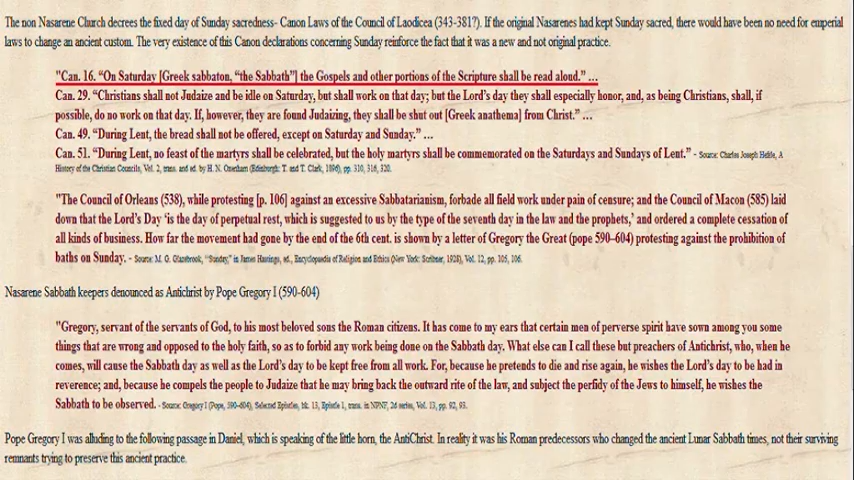 The non Nasarene Church decrees the fixed day of Sunday sacredness- Canon Laws of the Council of Laodicea (343-381?). If the original Nasarenes had kept Sunday sacred, there would have been no need for emperial
laws to change an ancient custom. The very existence of this Canon declarations concerning Sunday reinforce the fact that it was a new and not original practice.
"Can. 16. “On Saturday [Greek sabbaton, “the Sabbath”] the Gospels and other portions of the Scripture shall be read aloud.” ...
Can. 29. “Christians shall not Judaize and be idle on Saturday, but shall work on that day; but the Lord’s day they shall especially honor, and, as being Christians, shall, if
possible, do no work on that day. If, however, they are found Judaizing, they shall be shut out [Greek anathema] from Christ.” ...
Can. 49. “During Lent, the bread shall not be offered, except on Saturday and Sunday.” ...
Can. 51. “During Lent, no feast of the martyrs shall be celebrated, but the holy martyrs shall be commemorated on the Saturdays and Sundays of Lent.” - Source: Charles Joseph Hefele, A
History of the Christian Councils, Vol. 2, trans. and ed. by H. N. Oxenham (Edinburgh: T. and T. Clark, 1896), pp. 310, 316, 320.
"The Council of Orleans (538), while protesting [p. 106] against an excessive Sabbatarianism, forbade all field work under pain of censure; and the Council of Macon (585) laid
down that the Lord’s Day ‘is the day of perpetual rest, which is suggested to us by the type of the seventh day in the law and the prophets,’ and ordered a complete cessation of
all kinds of business. How far the movement had gone by the end of the 6th cent. is shown by a letter of Gregory the Great (pope 590-604) protesting against the prohibition of
baths on Sunday. - Source: M. G. Glazebrook, “Sunday,” in James Hastings, ed., Encyclopaedia of Religion and Ethics (New York: Scribner, 1928), Vol. 12, pp. 105, 106.
Nasarene Sabbath keepers denounced as Antichrist by Pope Gregory I (590-604)
"Gregory, servant of the servants of God, to his most beloved sons the Roman citizens. It has come to my ears that certain men of perverse spirit have sown among you some
things that are wrong and opposed to the holy faith, so as to forbid any work being done on the Sabbath day. What else can I call these but preachers of Antichrist, who, when he
comes, will cause the Sabbath day as well as the Lord’s day to be kept free from all work. For, because he pretends to die and rise again, he wishes the Lord’s day to be had in
reverence; and, because he compels the people to Judaize that he may bring back the outward rite of the law, and subject the perfidy of the Jews to himself, he wishes the
Sabbath to be observed. - Source: Gregory I (Pope, 590-604), Selected Epistles, bk. 13, Epistle 1, trans. in NPNF, 2d series, Vol. 13, pp. 92, 93.
Pope Gregory I was alluding to the following passage in Daniel, which is speaking of the little horn, the AntiChrist. In reality it was his Roman predecessors who changed the ancient Lunar Sabbath times, not their surviving
remnants trying to preserve this ancient practice.